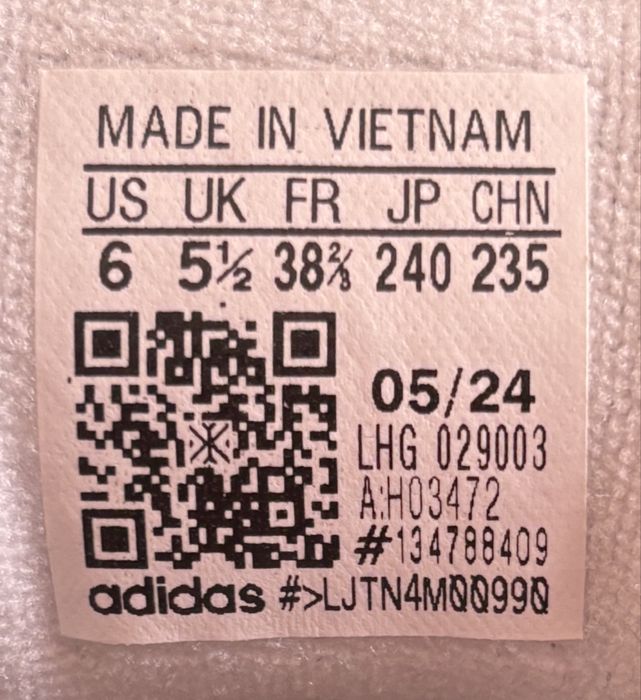 MADE IN VIETNAM
US UK FR JP CHN
6 5½ 38⅔ 240 235
05/24
LHG 029003
A:H03472
#134788409
adidas #>LJTN4M00990